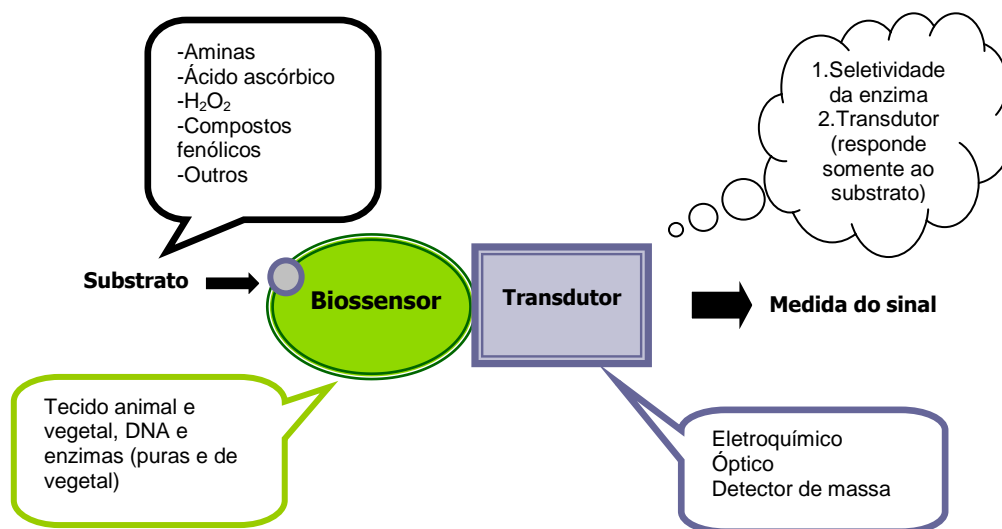 -Aminas
-Ácido ascórbico
-H₂O₂
-Compostos
fenólicos
-Outros
1.Seletividade
da enzima
2.Transdutor
(responde
somente ao
substrato)
Substrato
Biossensor
Transdutor
Medida do sinal
Tecido animal e
vegetal, DNA e
enzimas (puras e de
vegetal)
Eletroquímico
Óptico
Detector de massa